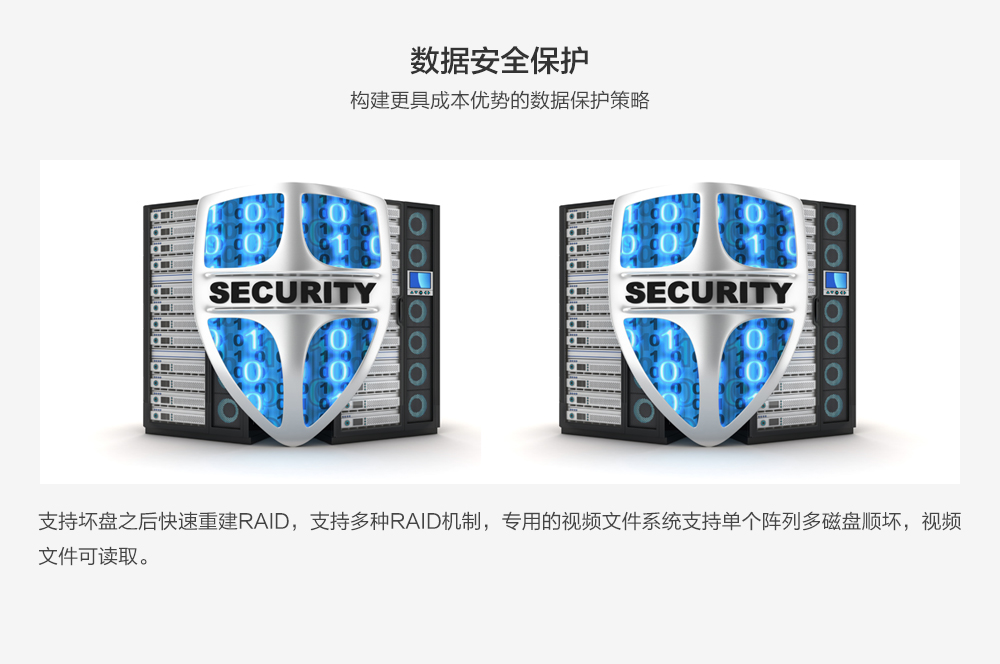 数据安全保护
构建更具成本优势的数据保护策略
SECURITY
SECURITY
支持坏盘之后快速重建RAID，支持多种RAID机制，专用的视频文件系统支持单个阵列多磁盘顺坏，视频
文件可读取。